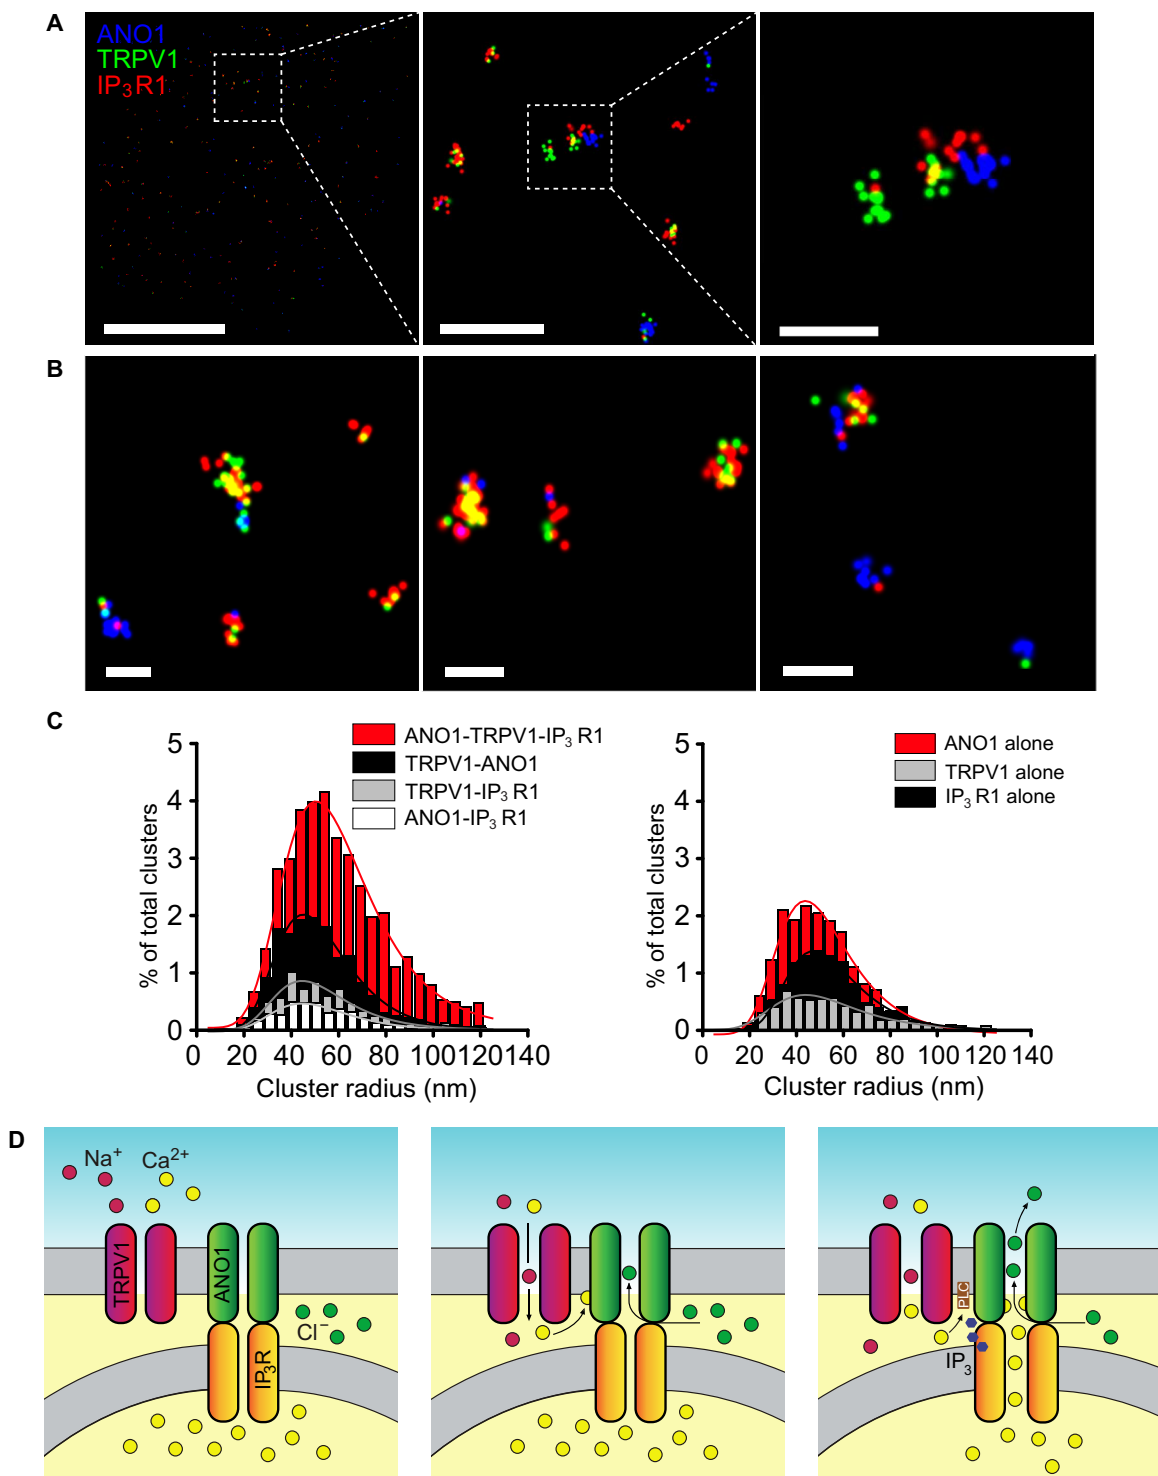 A
ANO1
TRPV1
IP3R1
B
C
ANO1-TRPV1-IP3 R1
TRPV1-ANO1
TRPV1-IP3 R1
ANO1-IP3 R1
% of total clusters
5
4
3
2
1
0
0 20 40 60 80 100 120 140
Cluster radius (nm)
ANO1 alone
TRPV1 alone
IP3 R1 alone
% of total clusters
5
4
3
2
1
0
0 20 40 60 80 100 120 140
Cluster radius (nm)
D
Na+ Ca2+
TRPV1
ANO1
Cl−
IP3R
PLC
IP3